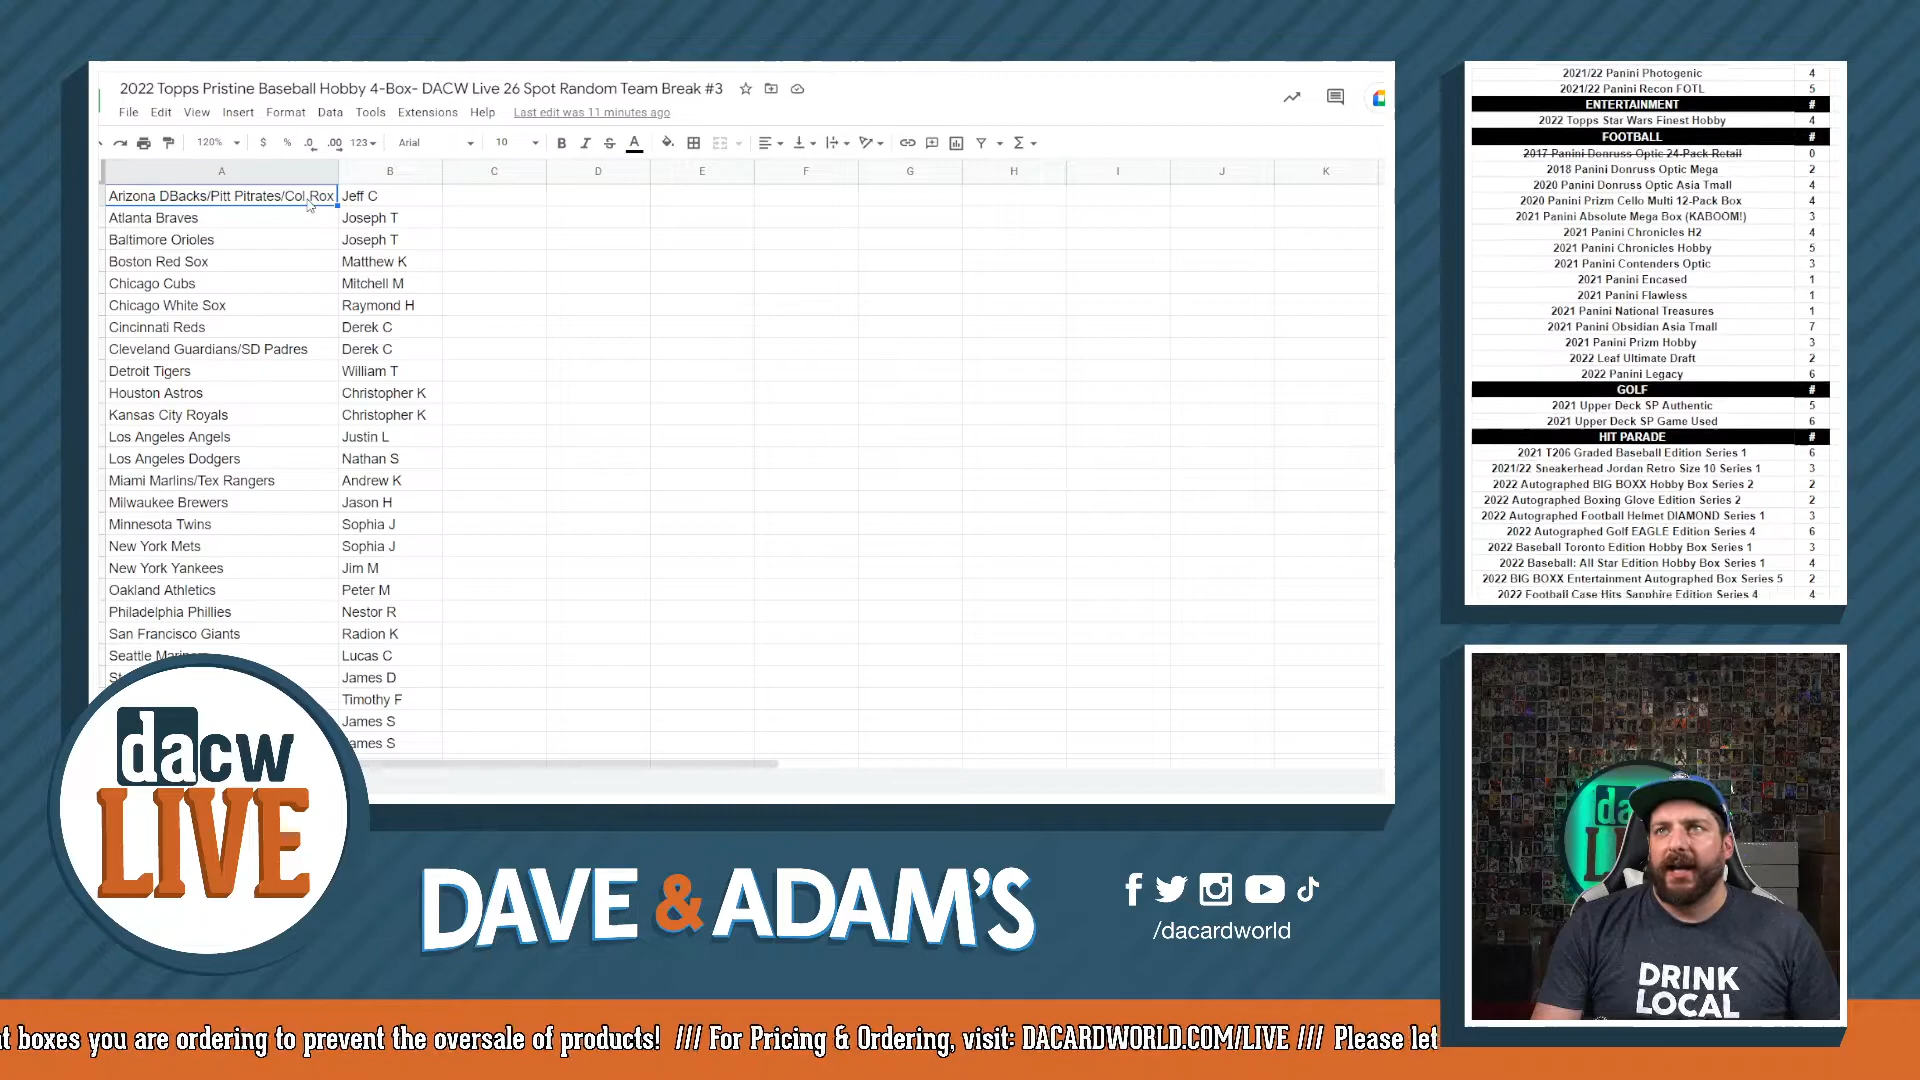 2022 Topps Pristine Baseball Hobby 4-Box- DACW Live 26 Spot Random Team Break #3
File Edit View Insert Format Data Tools Extensions Help Last edit was 11 minutes ago
120% $ % .0 .00 123 Arial 10 B I S A
A B C D E F G H I J K
Arizona DBacks/Pitt Pitrates/Col Rox Jeff C
Atlanta Braves Joseph T
Baltimore Orioles Joseph T
Boston Red Sox Matthew K
Chicago Cubs Mitchell M
Chicago White Sox Raymond H
Cincinnati Reds Derek C
Cleveland Guardians/SD Padres Derek C
Detroit Tigers William T
Houston Astros Christopher K
Kansas City Royals Christopher K
Los Angeles Angels Justin L
Los Angeles Dodgers Nathan S
Miami Marlins/Tex Rangers Andrew K
Milwaukee Brewers Jason H
Minnesota Twins Sophia J
New York Mets Sophia J
New York Yankees Jim M
Oakland Athletics Peter M
Philadelphia Phillies Nestor R
San Francisco Giants Radion K
Seattle Lucas C
James D
Timothy F
James S
James S
2021/22 Panini Photogenic 4
2021/22 Panini Recon FOTL 5
ENTERTAINMENT #
2022 Topps Star Wars Finest Hobby 4
FOOTBALL #
2017 Panini Donruss Optic 24-Pack Retail 0
2018 Panini Donruss Optic Mega 2
2020 Panini Donruss Optic Asia Tmall 4
2020 Panini Prizm Cello Multi 12-Pack Box 4
2021 Panini Absolute Mega Box (KABOOM!) 3
2021 Panini Chronicles H2 4
2021 Panini Chronicles Hobby 5
2021 Panini Contenders Optic 3
2021 Panini Encased 1
2021 Panini Flawless 1
2021 Panini National Treasures 1
2021 Panini Obsidian Asia Tmall 7
2021 Panini Prizm Hobby 3
2022 Leaf Ultimate Draft 2
2022 Panini Legacy 6
GOLF #
2021 Upper Deck SP Authentic 5
2021 Upper Deck SP Game Used 6
HIT PARADE #
2021 T206 Graded Baseball Edition Series 1 6
2021/22 Sneakerhead Jordan Retro Size 10 Series 1 3
2022 Autographed BIG BOXX Hobby Box Series 2 2
2022 Autographed Boxing Glove Edition Series 2 2
2022 Autographed Football Helmet DIAMOND Series 1 3
2022 Autographed Golf EAGLE Edition Series 4 6
2022 Baseball Toronto Edition Hobby Box Series 1 3
2022 Baseball: All Star Edition Hobby Box Series 1 4
2022 BIG BOXX Entertainment Autographed Box Series 5 2
2022 Football Case Hits Sapphire Edition Series 4 4
dacw
LIVE
DAVE & ADAM'S
/dacardworld
da
DRINK
LOCAL
t boxes you are ordering to prevent the oversale of products! /// For Pricing & Ordering, visit: DACARDWORLD.COM/LIVE /// Please let